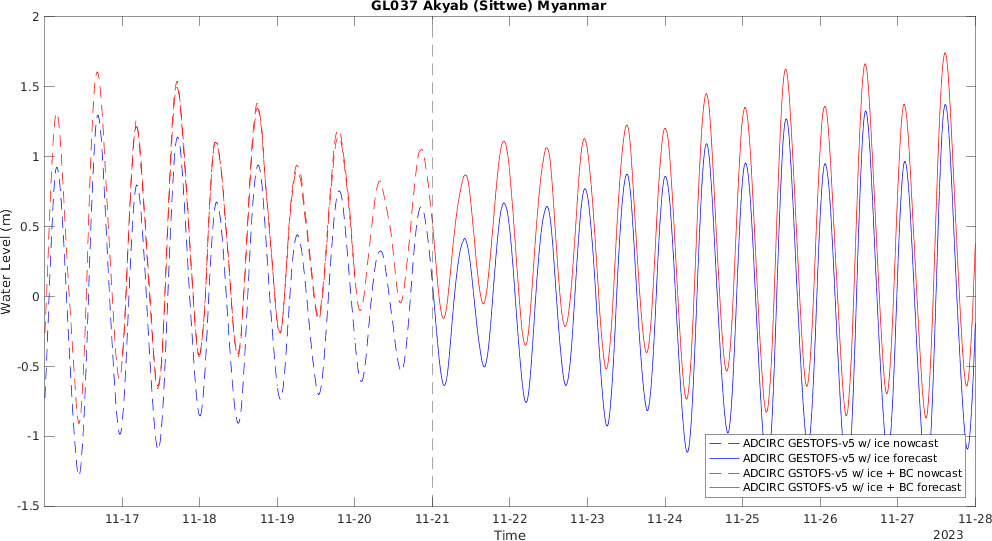 GL037 Akyab (Sittwe) Myanmar
2
1.5
1
0.5
0
-0.5
-1
-1.5
Water Level (m)
ADCIRC GESTOFS-v5 w/ ice nowcast
ADCIRC GESTOFS-v5 w/ ice forecast
ADCIRC GSTOFS-v5 w/ ice + BC nowcast
ADCIRC GSTOFS-v5 w/ ice + BC forecast
11-17 11-18 11-19 11-20 11-21 11-22 11-23 11-24 11-25 11-26 11-27 11-28
Time
2023